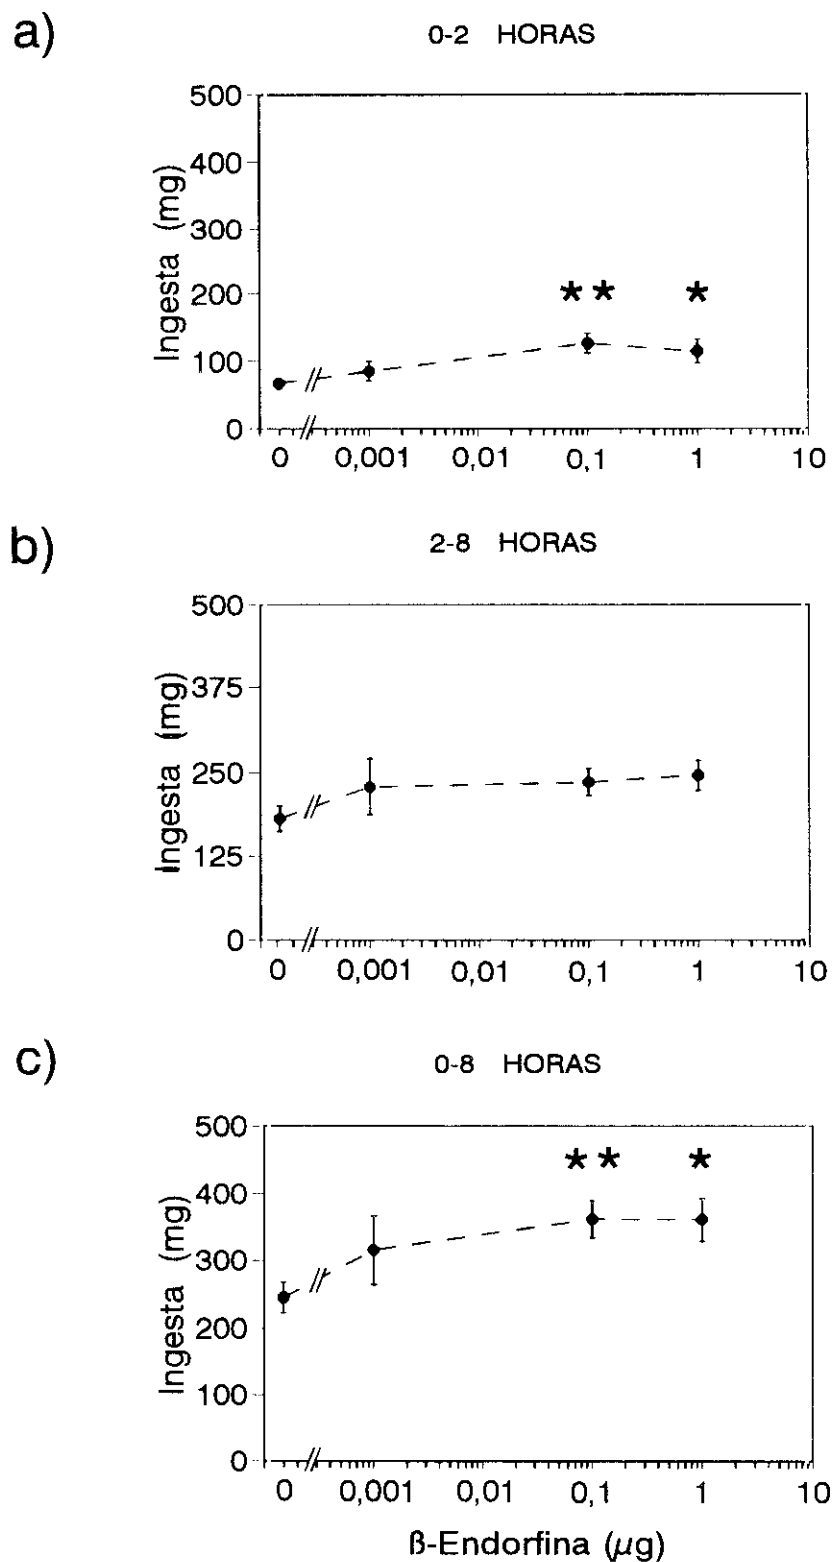 a)
0-2 HORAS
Ingesta (mg)
500
400
300
200
100
0
★★ ★
0 0,001 0,01 0,1 1 10
b)
2-8 HORAS
Ingesta (mg)
500
375
250
125
0
0 0,001 0,01 0,1 1 10
c)
0-8 HORAS
Ingesta (mg)
500
400
300
200
100
0
★★ ★
0 0,001 0,01 0,1 1 10
ß-Endorfina (µg)